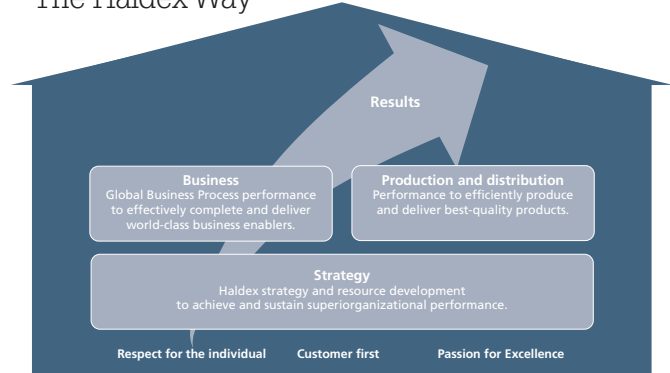 The Haldex Way
Results
Business
Global Business Process performance
to effectively complete and deliver
world-class business enablers.
Production and distribution
Performance to efficiently produce
and deliver best-quality products.
Strategy
Haldex strategy and resource development
to achieve and sustain superiorganizational performance.
Respect for the individual
Customer first
Passion for Excellence